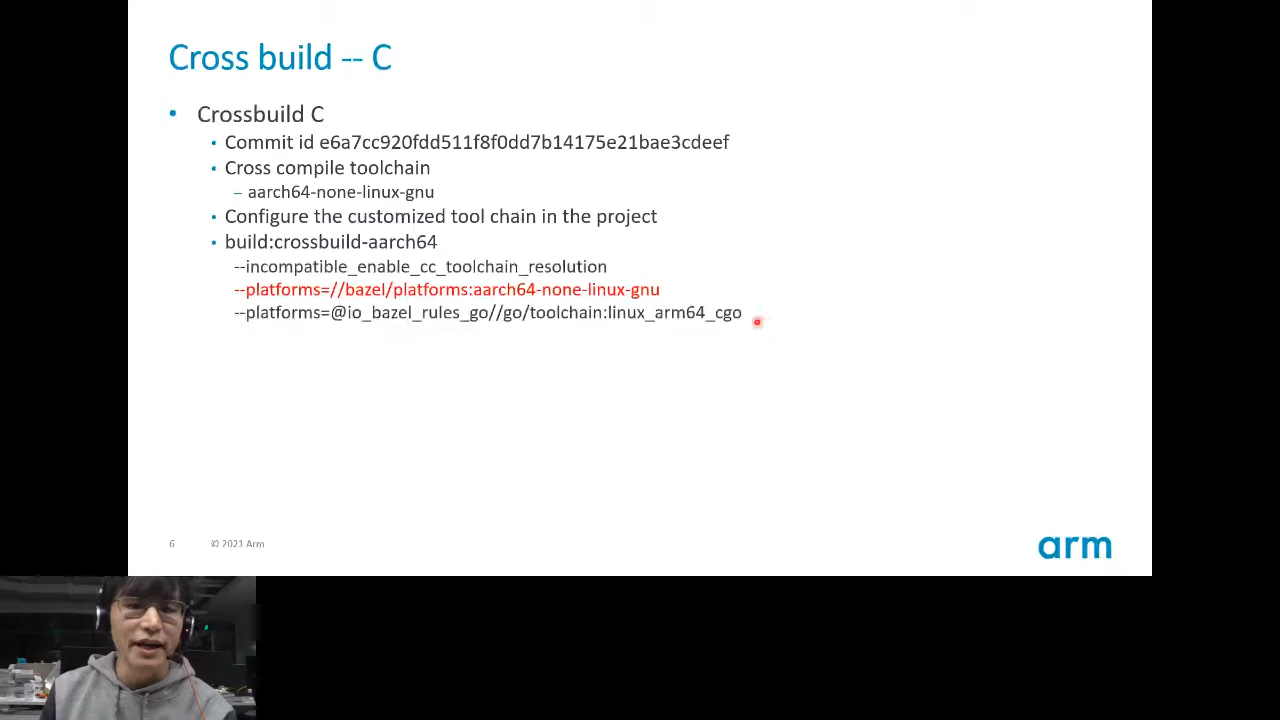 Cross build -- C
• Crossbuild C
• Commit id e6a7cc920fdd511f8f0dd7b14175e21bae3cdeef
• Cross compile toolchain
– aarch64-none-linux-gnu
• Configure the customized tool chain in the project
• build:crossbuild-aarch64
--incompatible_enable_cc_toolchain_resolution
--platforms=//bazel/platforms:aarch64-none-linux-gnu
--platforms=@io_bazel_rules_go//go/toolchain:linux_arm64_cgo
6 © 2021 Arm
arm